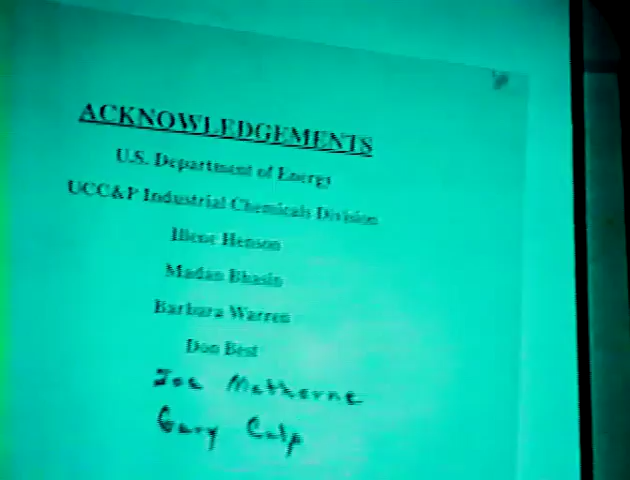 ACKNOWLEDGEMENTS
U.S. Department of Energy
UCC&P Industrial Chemicals Division
Illene Henson
Madan Bhasin
Barbara Warren
Don Best
Joe Matherne
Gary Culp